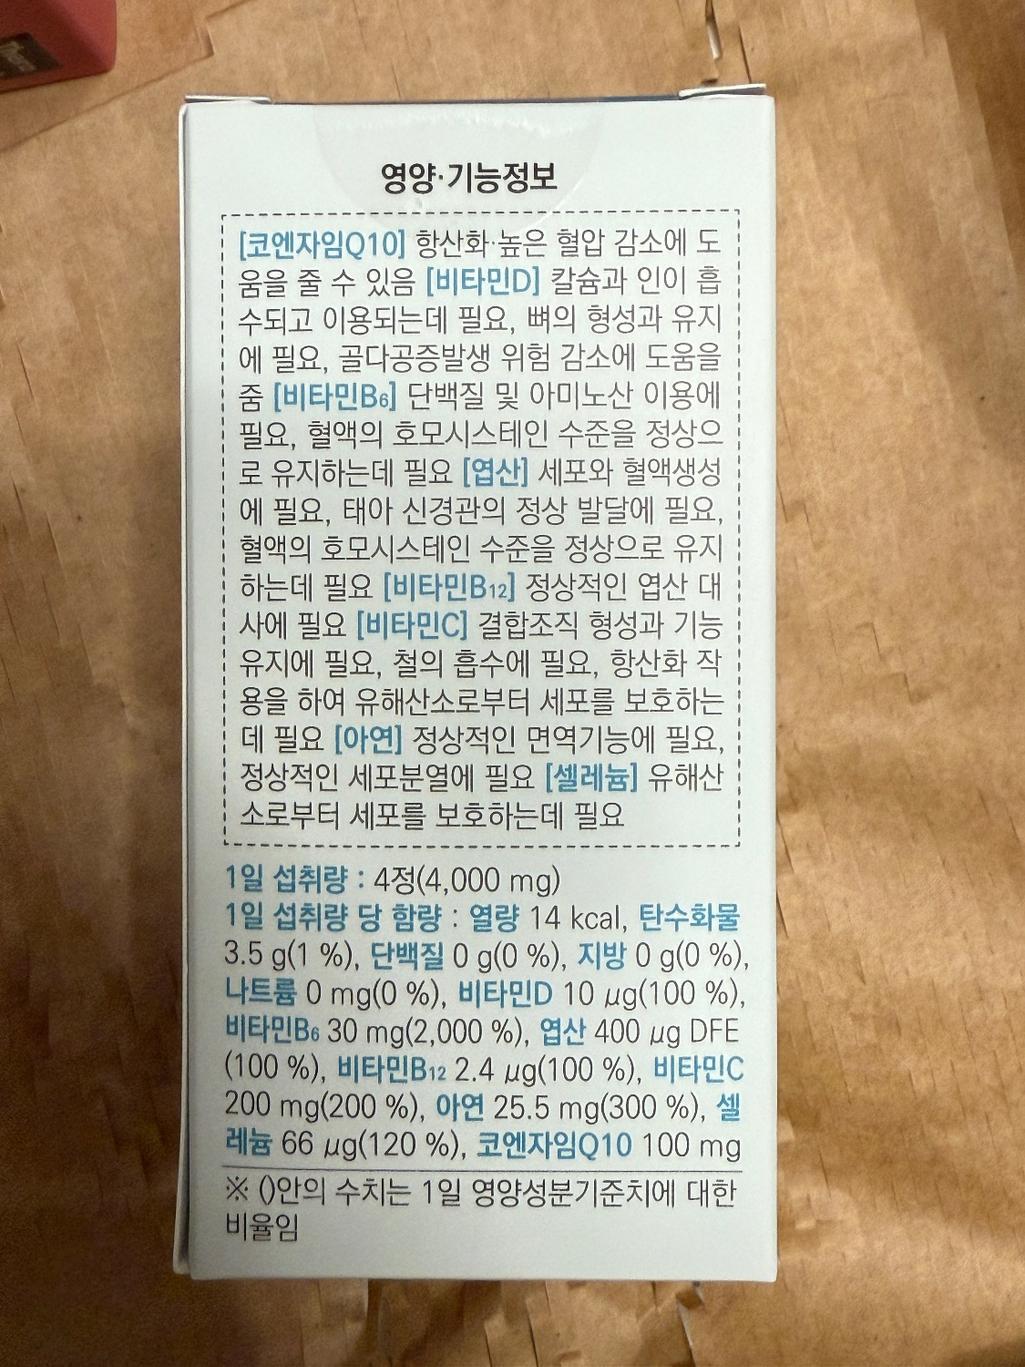 영양·기능정보
[코엔자임Q10] 항산화·높은 혈압 감소에 도
움을 줄 수 있음 [비타민D] 칼슘과 인이 흡
수되고 이용되는데 필요, 뼈의 형성과 유지
에 필요, 골다공증발생 위험 감소에 도움을
줌 [비타민B6] 단백질 및 아미노산 이용에
필요, 혈액의 호모시스테인 수준을 정상으
로 유지하는데 필요 [엽산] 세포와 혈액생성
에 필요, 태아 신경관의 정상 발달에 필요,
혈액의 호모시스테인 수준을 정상으로 유지
하는데 필요 [비타민B12] 정상적인 엽산 대
사에 필요 [비타민C] 결합조직 형성과 기능
유지에 필요, 철의 흡수에 필요, 항산화 작
용을 하여 유해산소로부터 세포를 보호하는
데 필요 [아연] 정상적인 면역기능에 필요,
정상적인 세포분열에 필요 [셀레늄] 유해산
소로부터 세포를 보호하는데 필요
1일 섭취량 : 4정(4,000 mg)
1일 섭취량 당 함량 : 열량 14 kcal, 탄수화물
3.5 g(1 %), 단백질 0 g(0 %), 지방 0 g(0 %),
나트륨 0 mg(0 %), 비타민D 10 µg(100 %),
비타민B6 30 mg(2,000 %), 엽산 400 µg DFE
(100 %), 비타민B12 2.4 µg(100 %), 비타민C
200 mg(200 %), 아연 25.5 mg(300 %), 셀
레늄 66 µg(120 %), 코엔자임Q10 100 mg
※ ()안의 수치는 1일 영양성분기준치에 대한
비율임